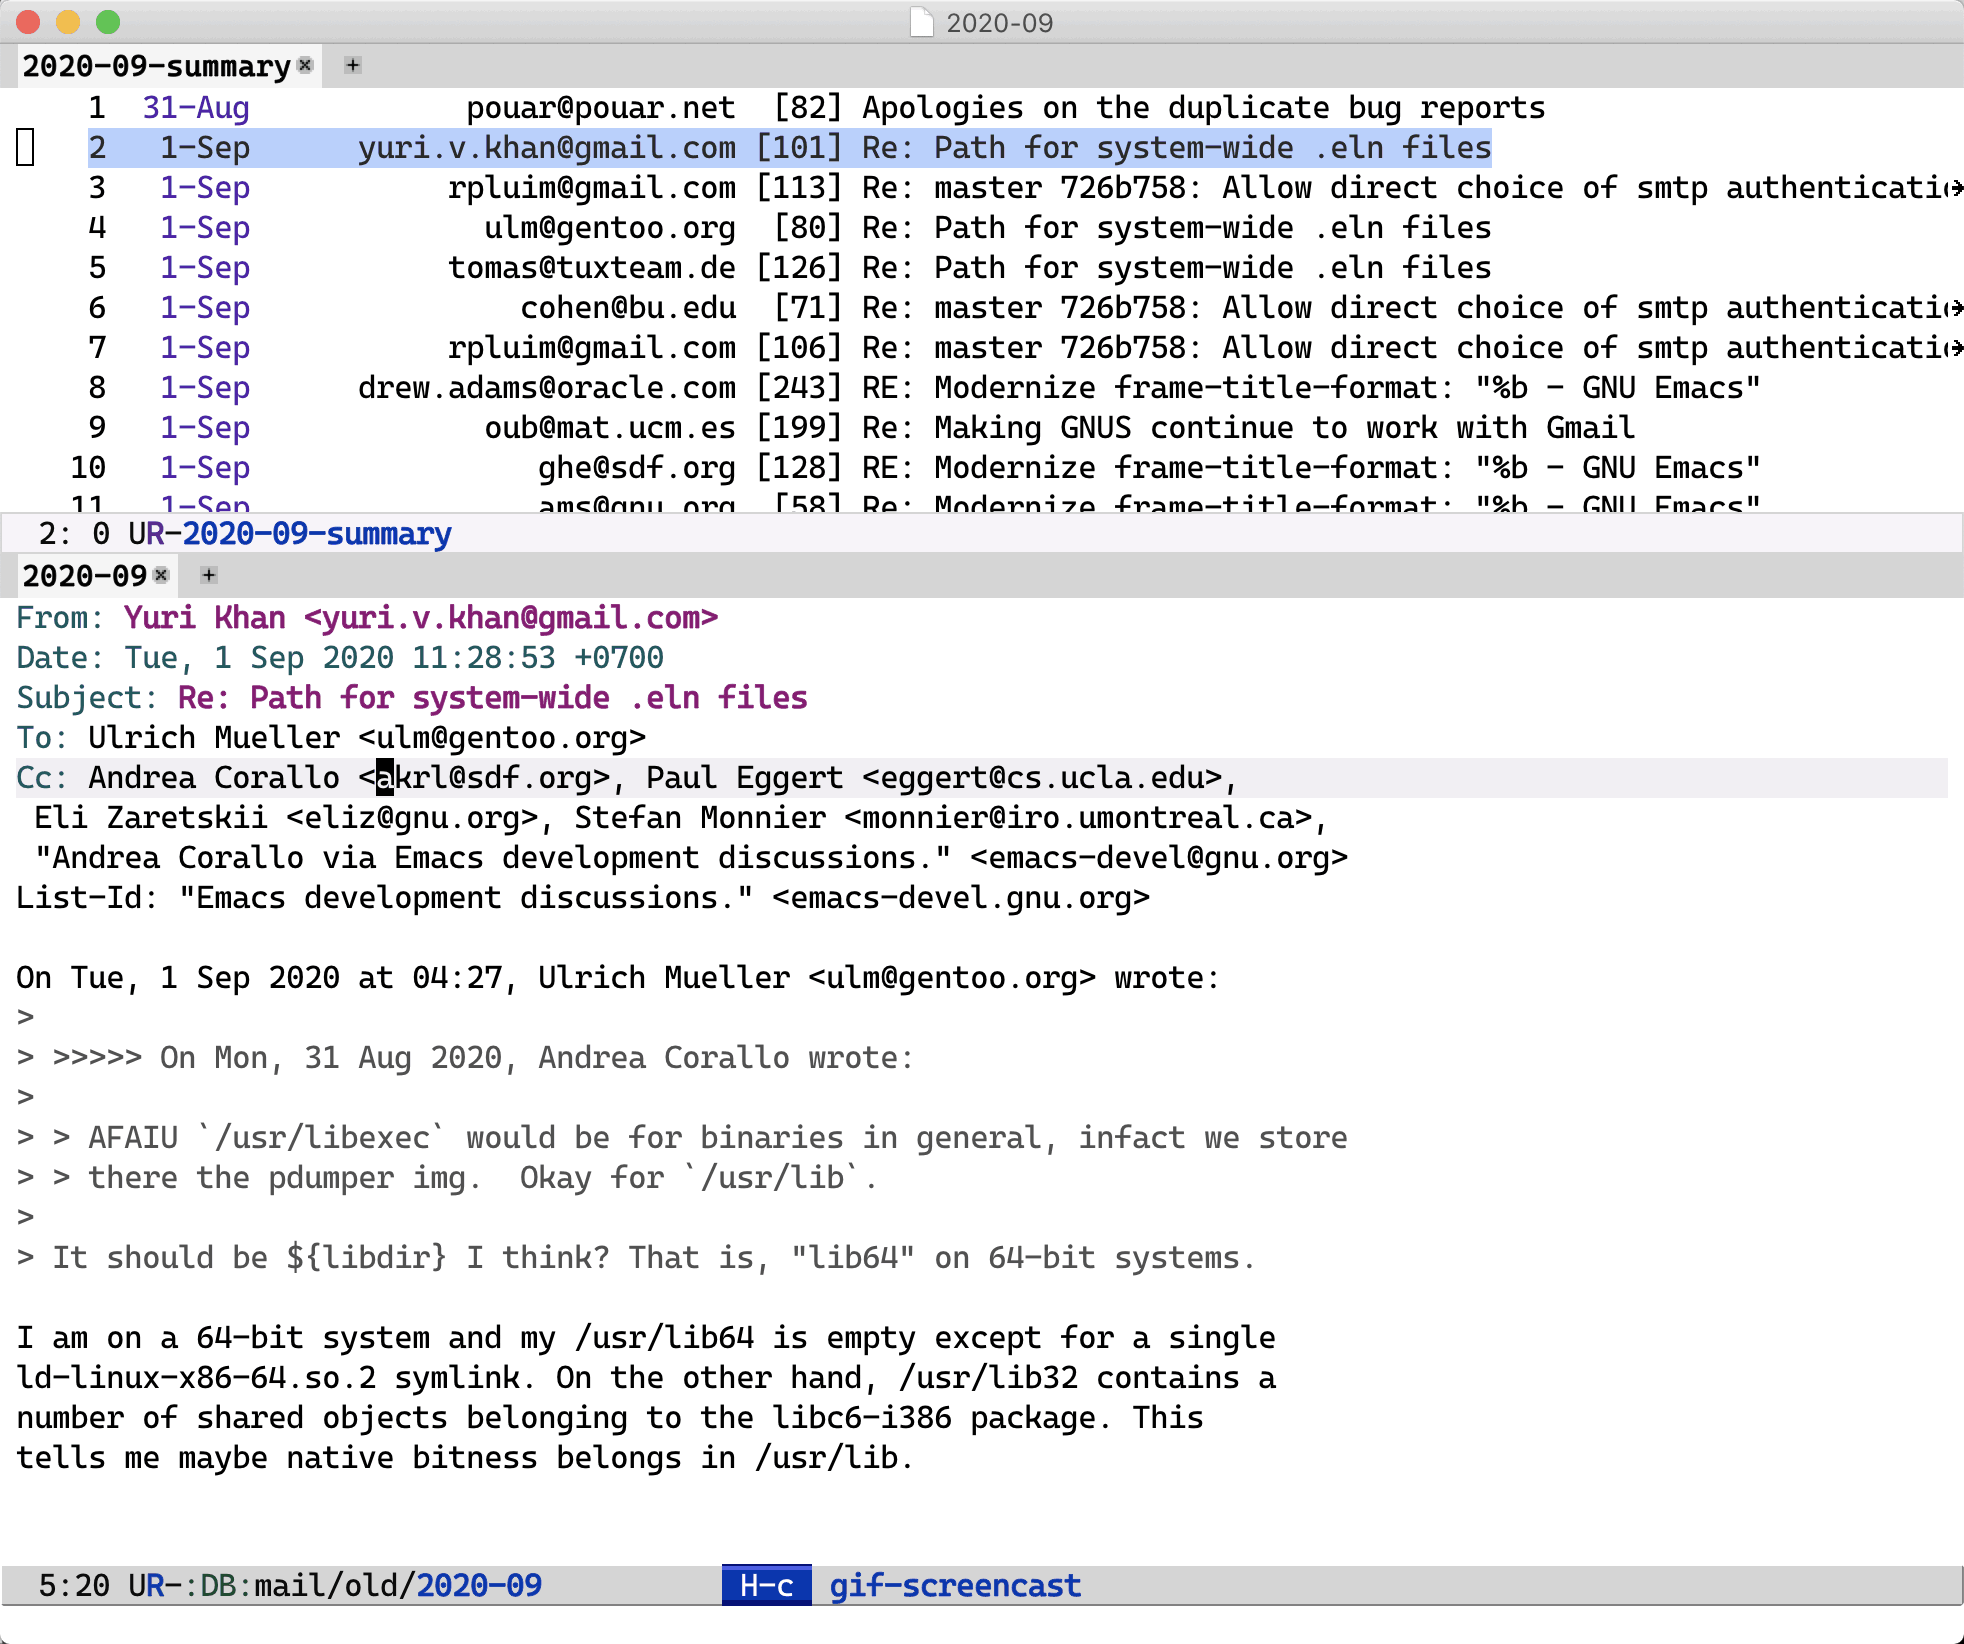 2020-09
2020-09-summary × +
1 31-Aug pouar@pouar.net [82] Apologies on the duplicate bug reports
2 1-Sep yuri.v.khan@gmail.com [101] Re: Path for system-wide .eln files
3 1-Sep rpluim@gmail.com [113] Re: master 726b758: Allow direct choice of smtp authenticati
4 1-Sep ulm@gentoo.org [80] Re: Path for system-wide .eln files
5 1-Sep tomas@tuxteam.de [126] Re: Path for system-wide .eln files
6 1-Sep cohen@bu.edu [71] Re: master 726b758: Allow direct choice of smtp authenticati
7 1-Sep rpluim@gmail.com [106] Re: master 726b758: Allow direct choice of smtp authenticati
8 1-Sep drew.adams@oracle.com [243] RE: Modernize frame-title-format: "%b - GNU Emacs"
9 1-Sep oub@mat.ucm.es [199] Re: Making GNUS continue to work with Gmail
10 1-Sep ghe@sdf.org [128] RE: Modernize frame-title-format: "%b - GNU Emacs"
11 1-Sep ams@gnu.org [58] Re: Modernize frame-title-format: "%b - GNU Emacs"
2: 0 UR-2020-09-summary
2020-09 × +
From: Yuri Khan <yuri.v.khan@gmail.com>
Date: Tue, 1 Sep 2020 11:28:53 +0700
Subject: Re: Path for system-wide .eln files
To: Ulrich Mueller <ulm@gentoo.org>
Cc: Andrea Corallo <akrl@sdf.org>, Paul Eggert <eggert@cs.ucla.edu>,
Eli Zaretskii <eliz@gnu.org>, Stefan Monnier <monnier@iro.umontreal.ca>,
"Andrea Corallo via Emacs development discussions." <emacs-devel@gnu.org>
List-Id: "Emacs development discussions." <emacs-devel.gnu.org>
On Tue, 1 Sep 2020 at 04:27, Ulrich Mueller <ulm@gentoo.org> wrote:
>
> >>>>> On Mon, 31 Aug 2020, Andrea Corallo wrote:
>
> > AFAIU `/usr/libexec` would be for binaries in general, infact we store
> > there the pdumper img.  Okay for `/usr/lib`.
>
> It should be ${libdir} I think? That is, "lib64" on 64-bit systems.
I am on a 64-bit system and my /usr/lib64 is empty except for a single
ld-linux-x86-64.so.2 symlink. On the other hand, /usr/lib32 contains a
number of shared objects belonging to the libc6-i386 package. This
tells me maybe native bitness belongs in /usr/lib.
5:20 UR-:DB:mail/old/2020-09 H-c gif-screencast